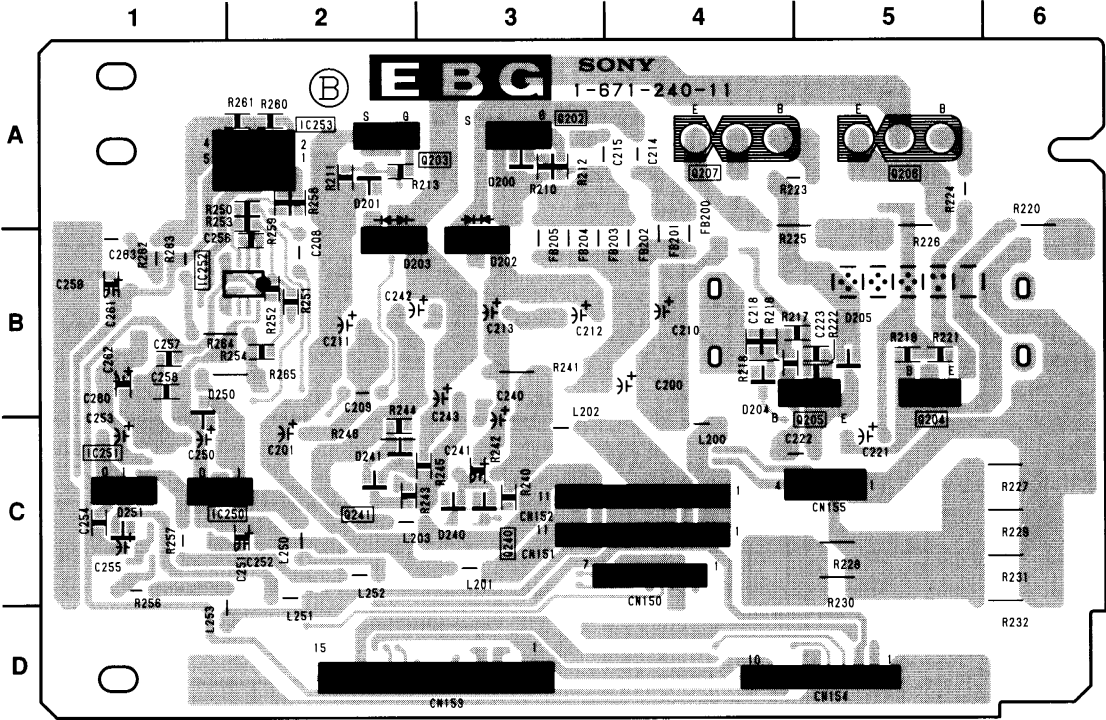 1 2 3 4 5 6
B EBG SONY
1-671-240-11
A
R261 R260 IC253 S G S G Q202 E B E B
4 2
5 1
Q203 C215 C214 Q207 Q206
R211 D201 R213 D200 R210 R212 R223 R224
R258
R250
R253
C256 R259 C208 FB200 R220
R225 R226
C263 R262 R263 IC252 D203 D202 FB205 FB204 FB203 FB202 FB201
C259 C261 R251 C242 D205
B
R252 C211 C213 C212 C210 C218 R218 R217 C223 R222
R264 R254 C257 R219 R221
C262 C258 R265 R241 B E
C260 D250 C209 C243 C240 C200 D204
C253 C250 C201 R244 L202 B Q205 E Q204
IC251 R246 D241 R242 C241 L200 C222 C221
R245 R240
O I O I 11 1 4 1
C
D251 IC250 Q241 R243 CN152 CN155 R227
C254 R257 L203 D240 Q240 11 1 R229
CN151
C255 C251 C252 L250 7 1 R228 R231
L252 L201 CN150
R256 L253 L251 R230 R232
D
15 1 10 1
CN153 CN154